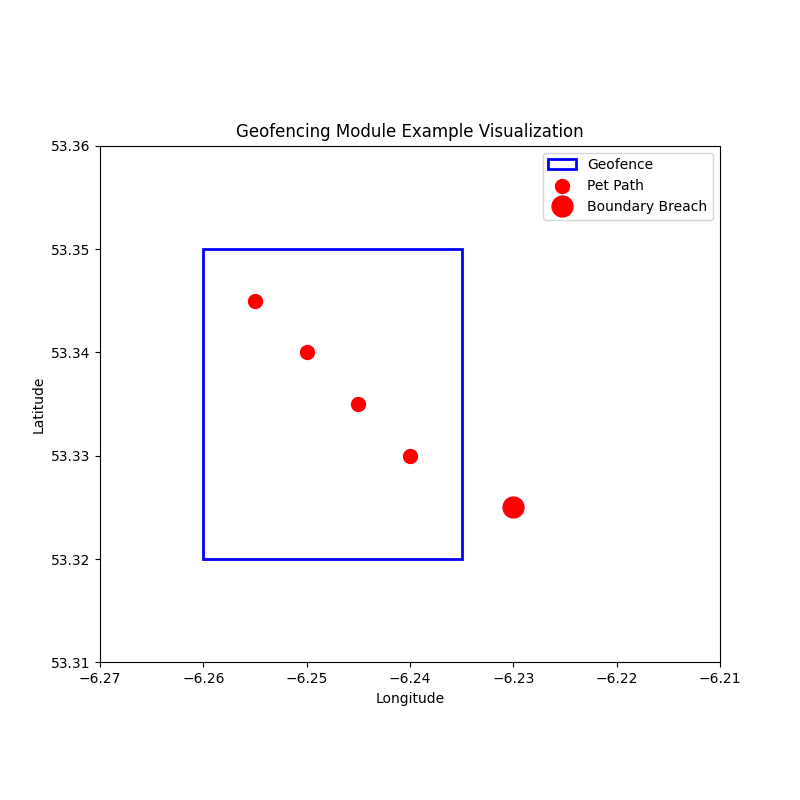 Geofencing Module Example Visualization
Geofence
Pet Path
Boundary Breach
Latitude
53.36
53.35
53.34
53.33
53.32
53.31
−6.27
−6.26
−6.25
−6.24
−6.23
−6.22
−6.21
Longitude